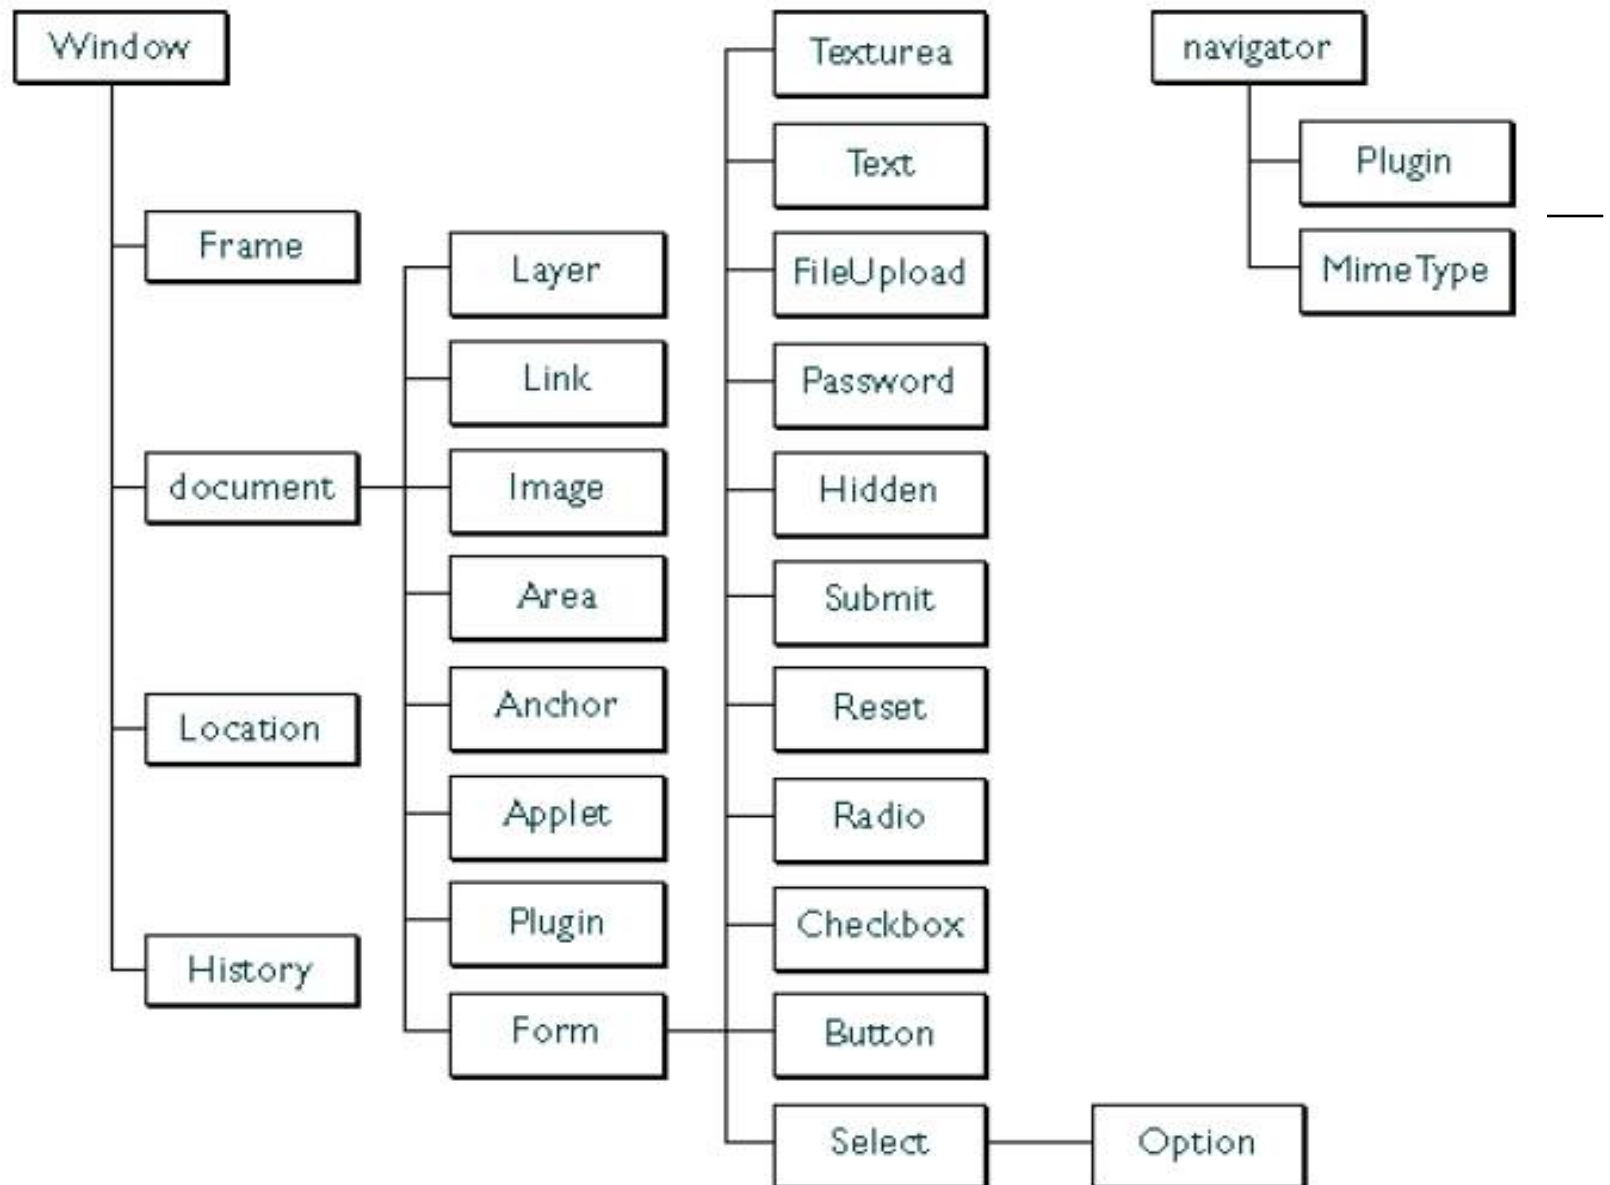 Window
Frame
document
Location
History
Layer
Link
Image
Area
Anchor
Applet
Plugin
Form
Texturea
Text
FileUpload
Password
Hidden
Submit
Reset
Radio
Checkbox
Button
Select
Option
navigator
Plugin
MimeType